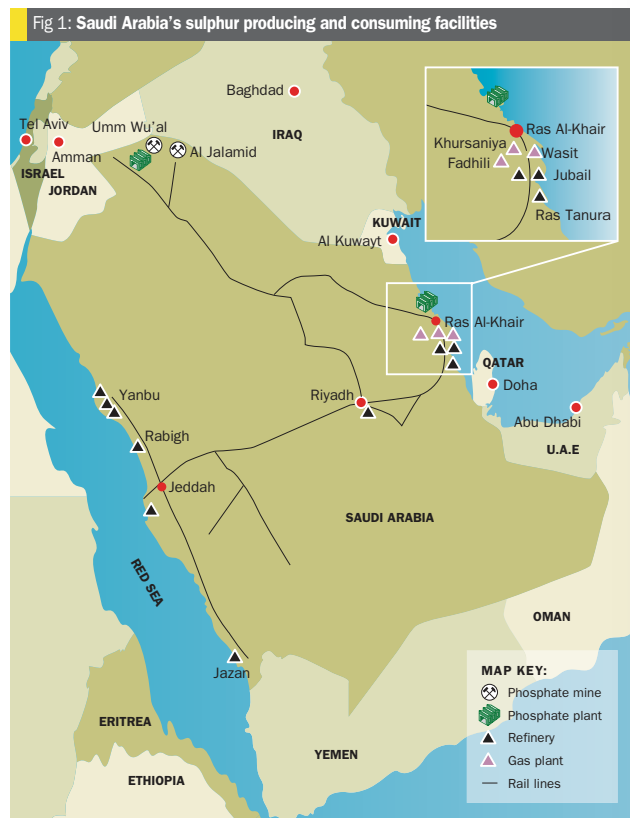 Fig 1: Saudi Arabia's sulphur producing and consuming facilities
Baghdad
Tel Aviv
Umm Wu'al
Al Jalamid
IRAQ
Amman
ISRAEL
JORDAN
Ras Al-Khair
Khursaniya
Wasit
Fadhili
Jubail
Ras Tanura
KUWAIT
Al Kuwayt
Ras Al-Khair
QATAR
Doha
Riyadh
Abu Dhabi
U.A.E
Yanbu
Rabigh
Jeddah
SAUDI ARABIA
RED SEA
OMAN
Jazan
ERITREA
YEMEN
ETHIOPIA
MAP KEY:
Phosphate mine
Phosphate plant
Refinery
Gas plant
Rail lines